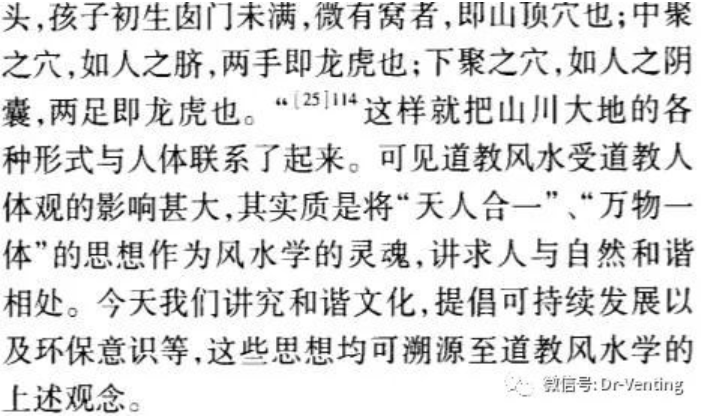 头,孩子初生囟门未满,微有窝者,即山顶穴也;中聚
之穴,如人之脐,两手即龙虎也;下聚之穴,如人之阴
囊,两足即龙虎也。“[25]114 这样就把山川大地的各
种形式与人体联系了起来。可见道教风水受道教人
体观的影响甚大,其实质是将“天人合一”、“万物一
体”的思想作为风水学的灵魂,讲求人与自然和谐
相处。今天我们讲究和谐文化,提倡可持续发展以
及环保意识等,这些思想均可溯源至道教风水学的
上述观念。
微信号: Dr-Venting